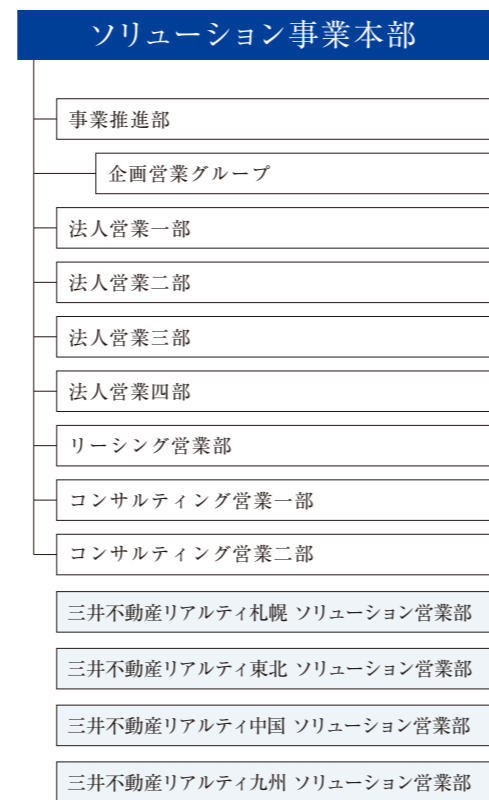 ソリューション事業本部
事業推進部
企画営業グループ
法人営業一部
法人営業二部
法人営業三部
法人営業四部
リーシング営業部
コンサルティング営業一部
コンサルティング営業二部
三井不動産リアルティ札幌 ソリューション営業部
三井不動産リアルティ東北 ソリューション営業部
三井不動産リアルティ中国 ソリューション営業部
三井不動産リアルティ九州 ソリューション営業部